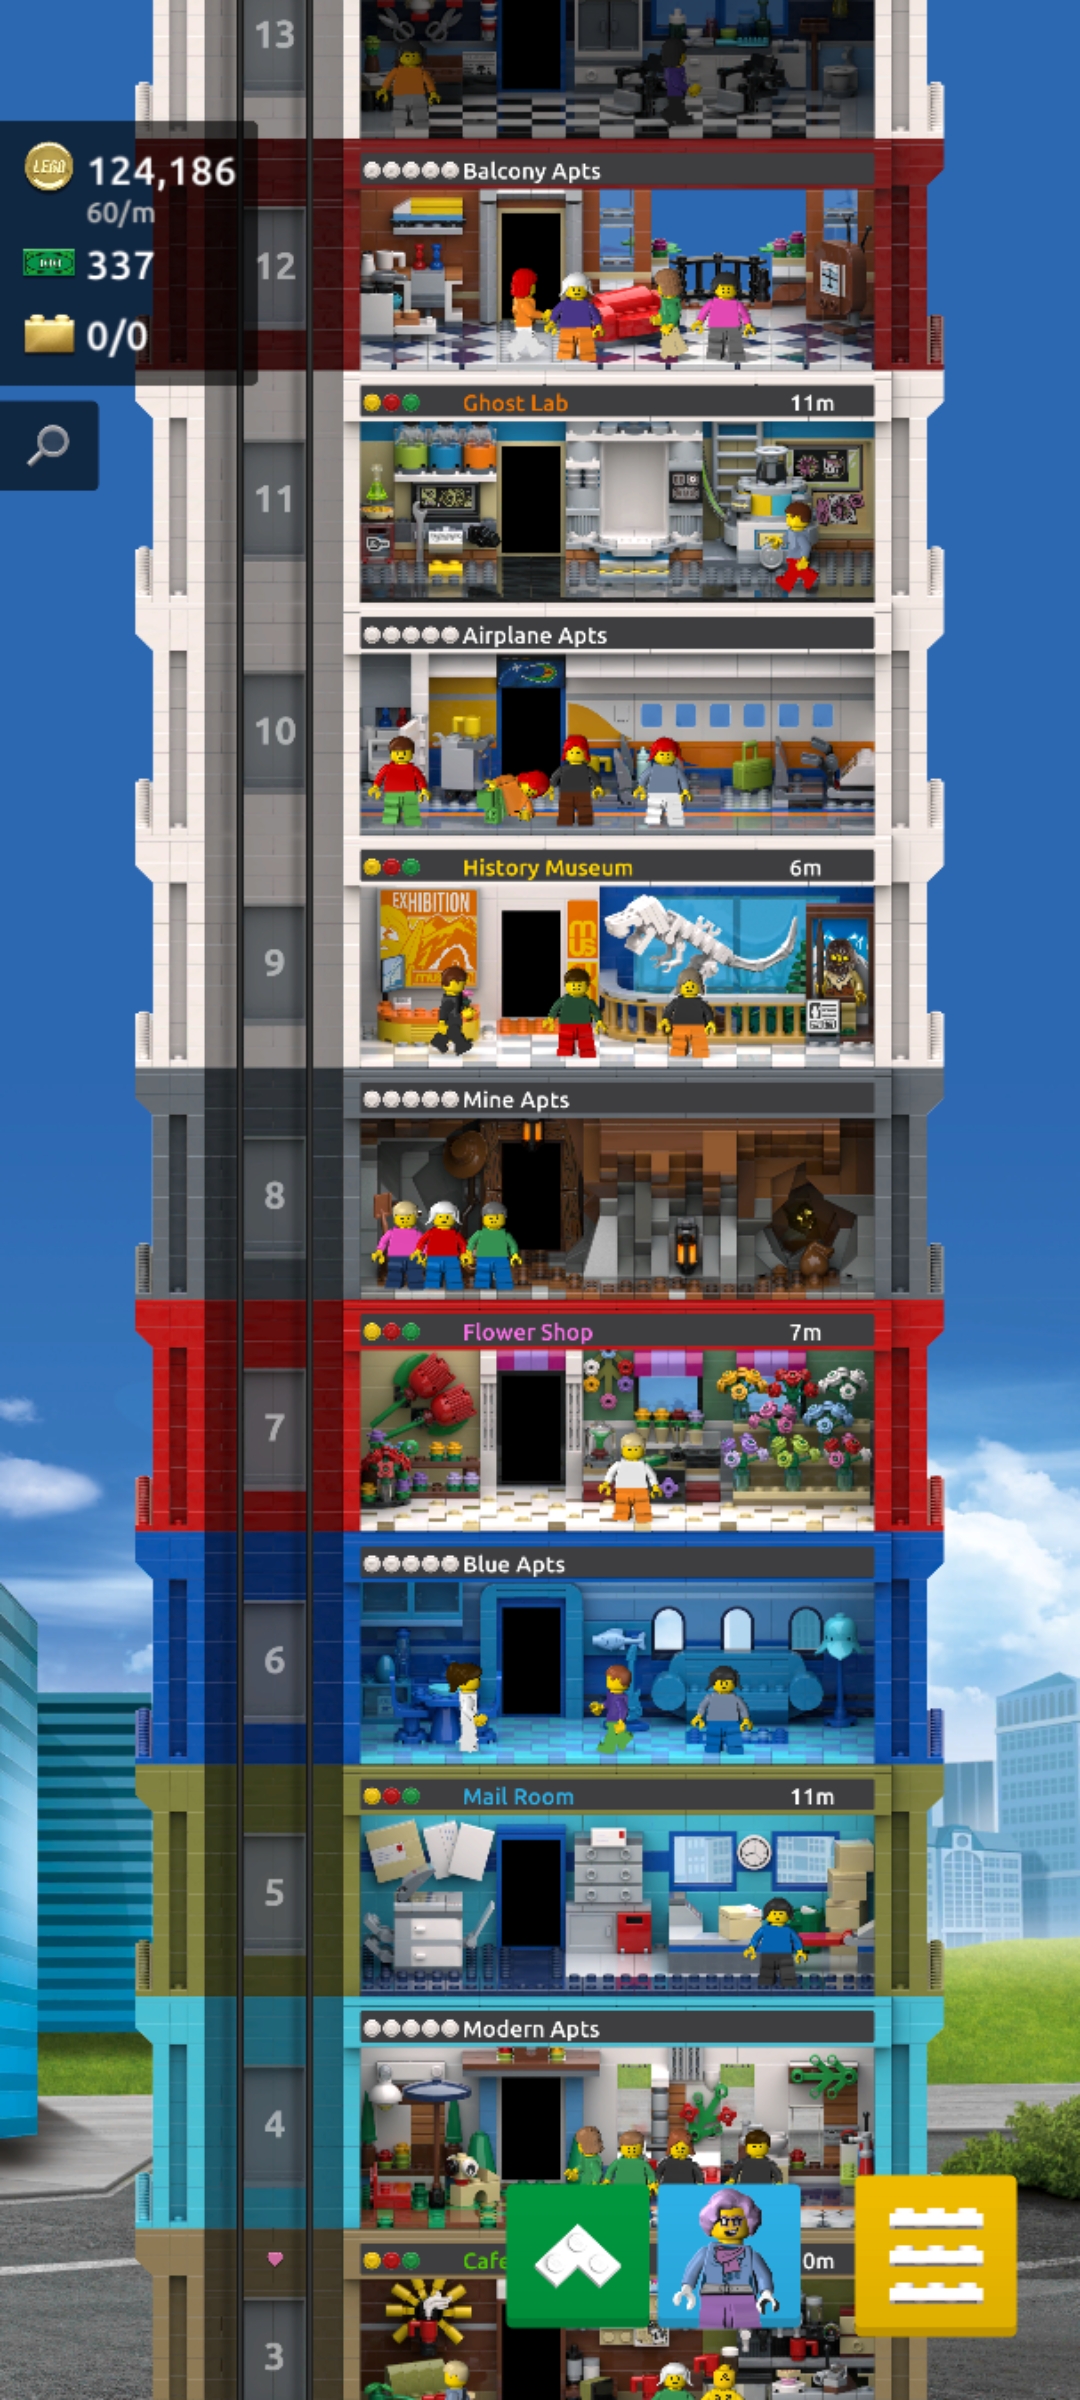 13
LEGO
124,186
60/m
337
0/0
Balcony Apts
12
Ghost Lab 11m
11
Airplane Apts
10
History Museum 6m
EXHIBITION
9
Mine Apts
8
Flower Shop 7m
7
Blue Apts
6
Mail Room 11m
5
Modern Apts
4
Cafe 0m
3